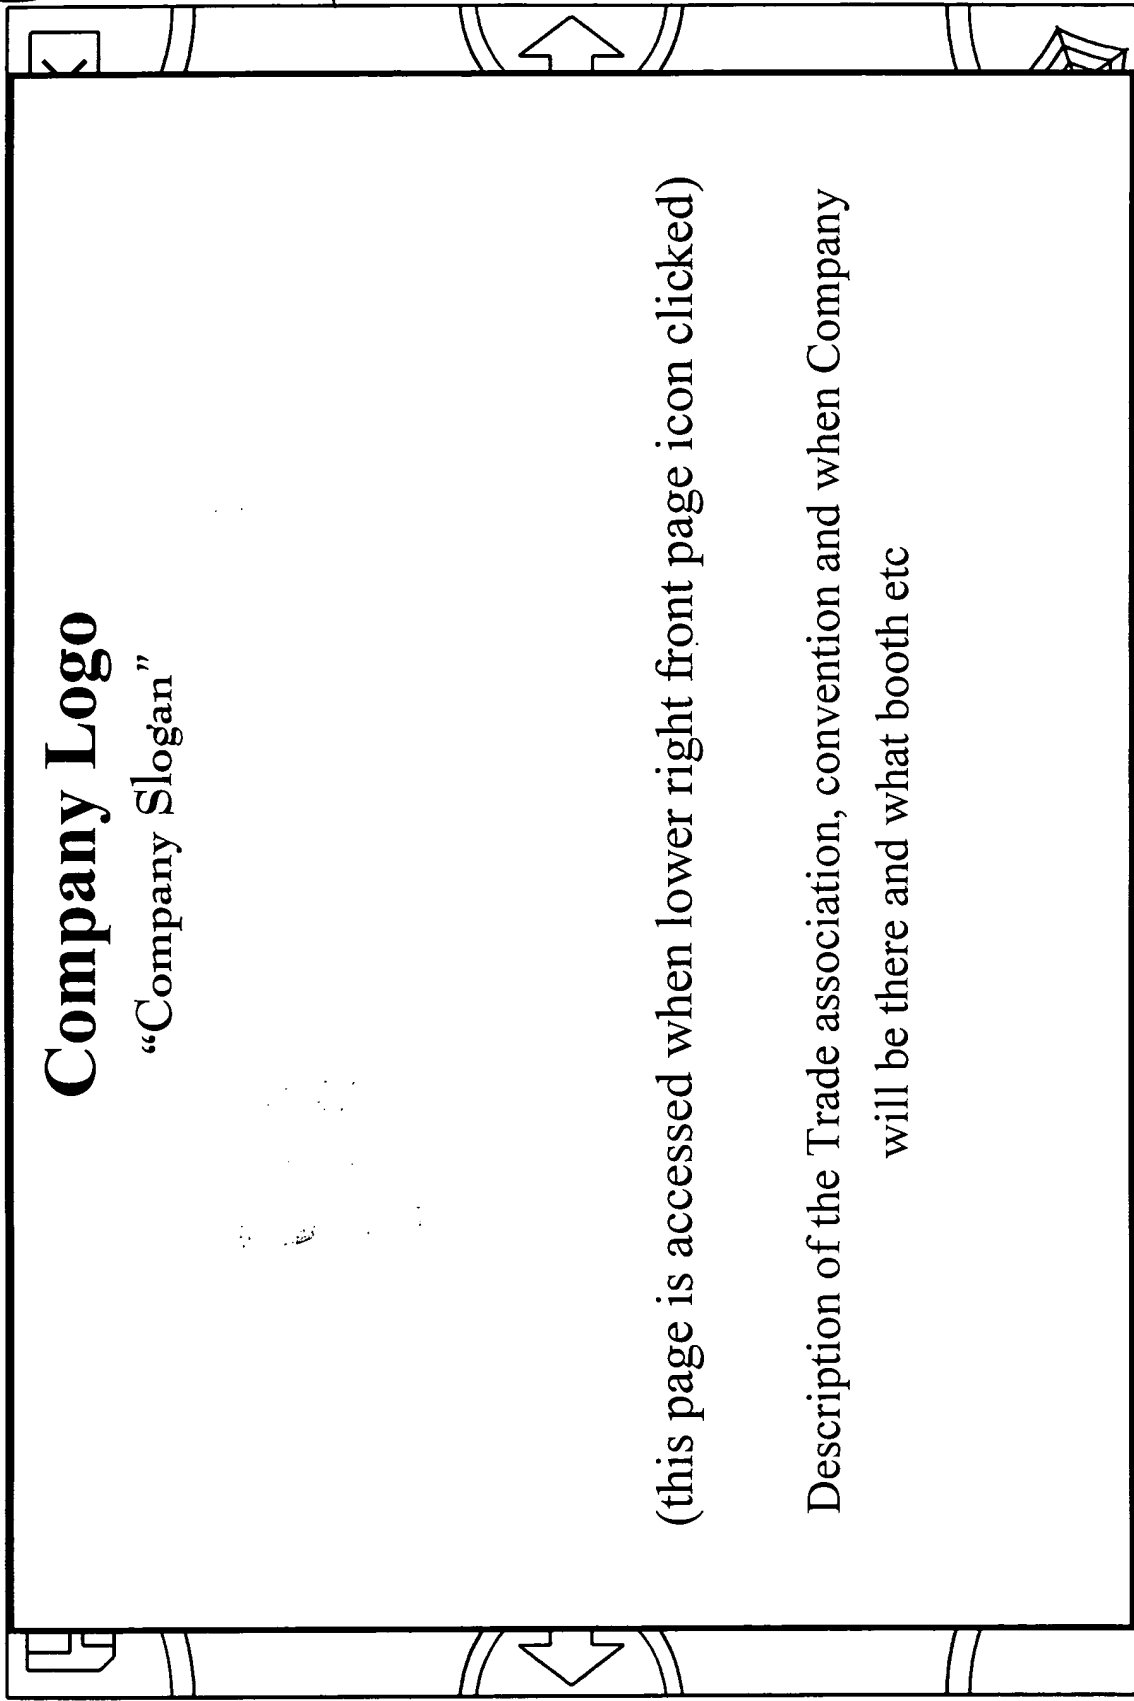 Company Logo
“Company Slogan”
(this page is accessed when lower right front page icon clicked)
Description of the Trade association, convention and when Company
will be there and what booth etc